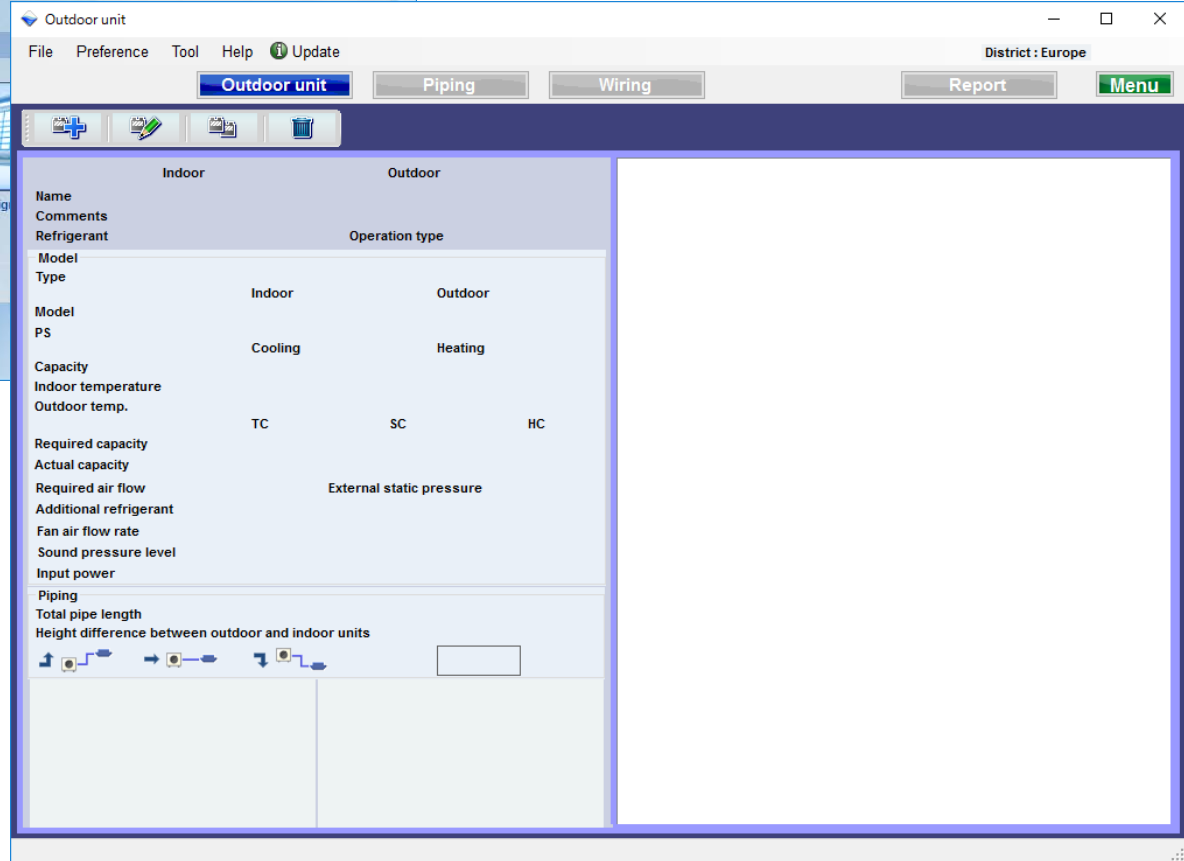 Outdoor unit
File Preference Tool Help Update
District : Europe
Outdoor unit Piping Wiring Report Menu
Indoor Outdoor
Name
Comments
Refrigerant Operation type
Model
Type
Indoor Outdoor
Model
PS
Cooling Heating
Capacity
Indoor temperature
Outdoor temp.
TC SC HC
Required capacity
Actual capacity
Required air flow External static pressure
Additional refrigerant
Fan air flow rate
Sound pressure level
Input power
Piping
Total pipe length
Height difference between outdoor and indoor units